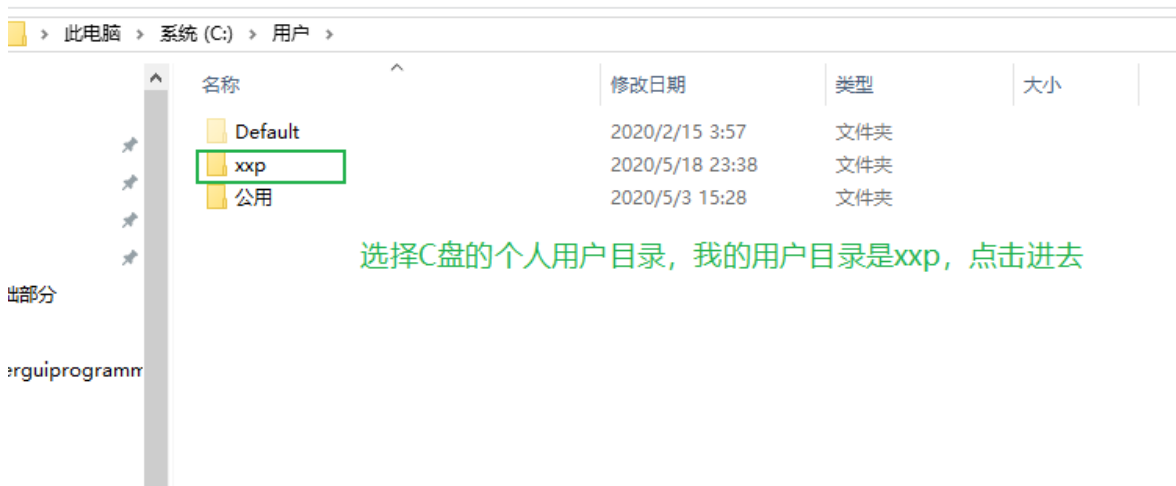 此电脑 > 系统 (C:) > 用户 >
名称 修改日期 类型 大小
Default 2020/2/15 3:57 文件夹
xxp 2020/5/18 23:38 文件夹
公用 2020/5/3 15:28 文件夹
选择C盘的个人用户目录，我的用户目录是xxp，点击进去
部分
erguiprogramm